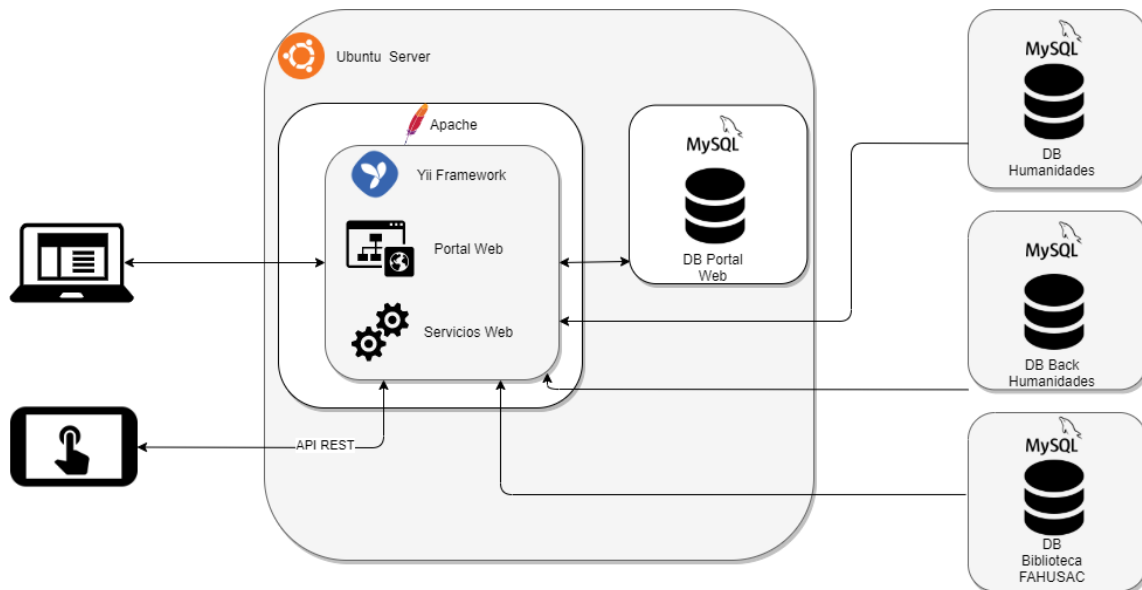 Ubuntu Server
Apache
Yii Framework
Portal Web
Servicios Web
API REST
MySQL
DB Portal
Web
MySQL
DB
Humanidades
MySQL
DB Back
Humanidades
MySQL
DB
Biblioteca
FAHUSAC